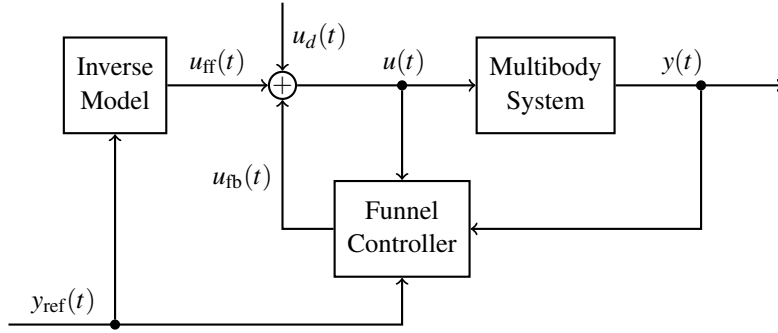 u_d(t)
Inverse
Model
u_ff(t)
+
u(t)
Multibody
System
y(t)
u_fb(t)
Funnel
Controller
y_ref(t)